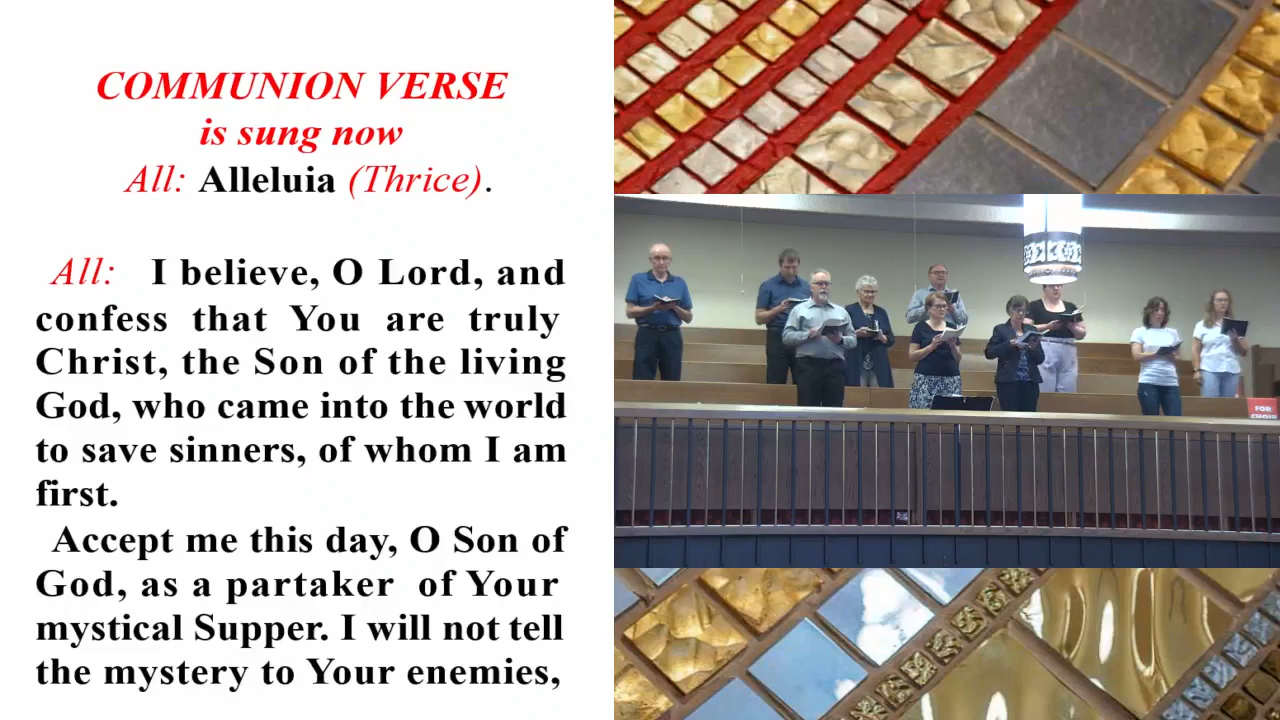 COMMUNION VERSE
is sung now
All: Alleluia (Thrice).
All: I believe, O Lord, and
confess that You are truly
Christ, the Son of the living
God, who came into the world
to save sinners, of whom I am
first.
Accept me this day, O Son of
God, as a partaker of Your
mystical Supper. I will not tell
the mystery to Your enemies,
FOR
CHOIR